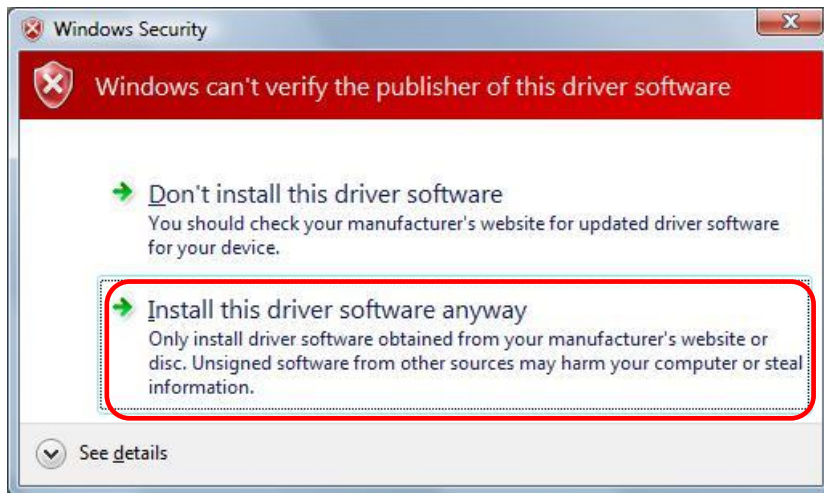 Windows Security
Windows can't verify the publisher of this driver software
Don't install this driver software
You should check your manufacturer's website for updated driver software
for your device.
Install this driver software anyway
Only install driver software obtained from your manufacturer's website or
disc. Unsigned software from other sources may harm your computer or steal
information.
See details